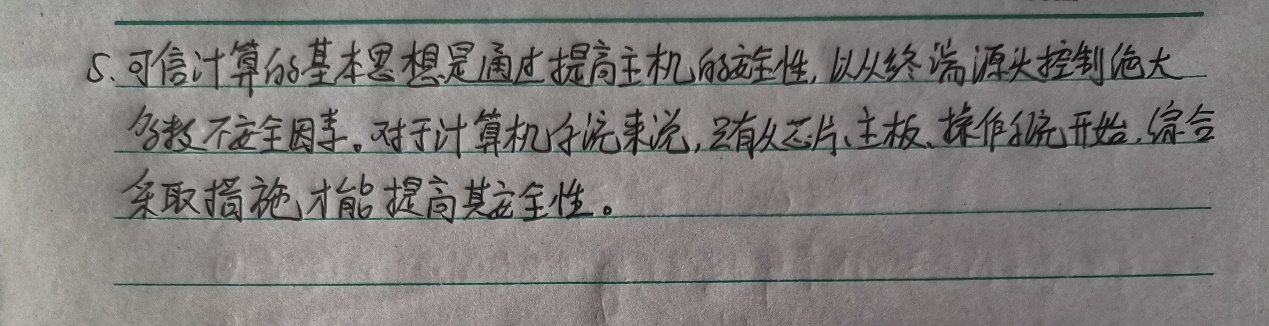 5.可信计算的基本思想是通过提高主机的安全性,以从终端源头控制绝大
多数不安全因素。对于计算机系统来说,只有从芯片、主板、操作系统开始,综合
采取措施才能提高其安全性。